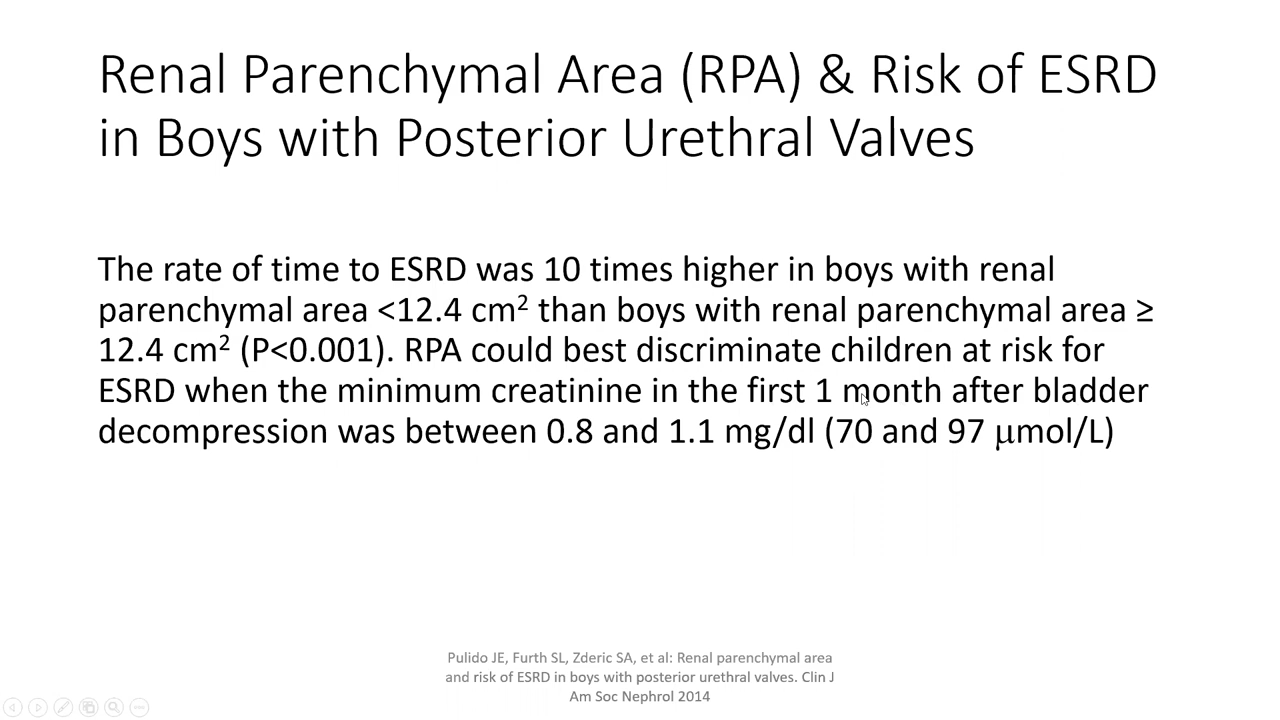 Renal Parenchymal Area (RPA) & Risk of ESRD
in Boys with Posterior Urethral Valves
The rate of time to ESRD was 10 times higher in boys with renal
parenchymal area <12.4 cm² than boys with renal parenchymal area ≥
12.4 cm² (P<0.001). RPA could best discriminate children at risk for
ESRD when the minimum creatinine in the first 1 month after bladder
decompression was between 0.8 and 1.1 mg/dl (70 and 97 μmol/L)
Pulido JE, Furth SL, Zderic SA, et al: Renal parenchymal area
and risk of ESRD in boys with posterior urethral valves. Clin J
Am Soc Nephrol 2014